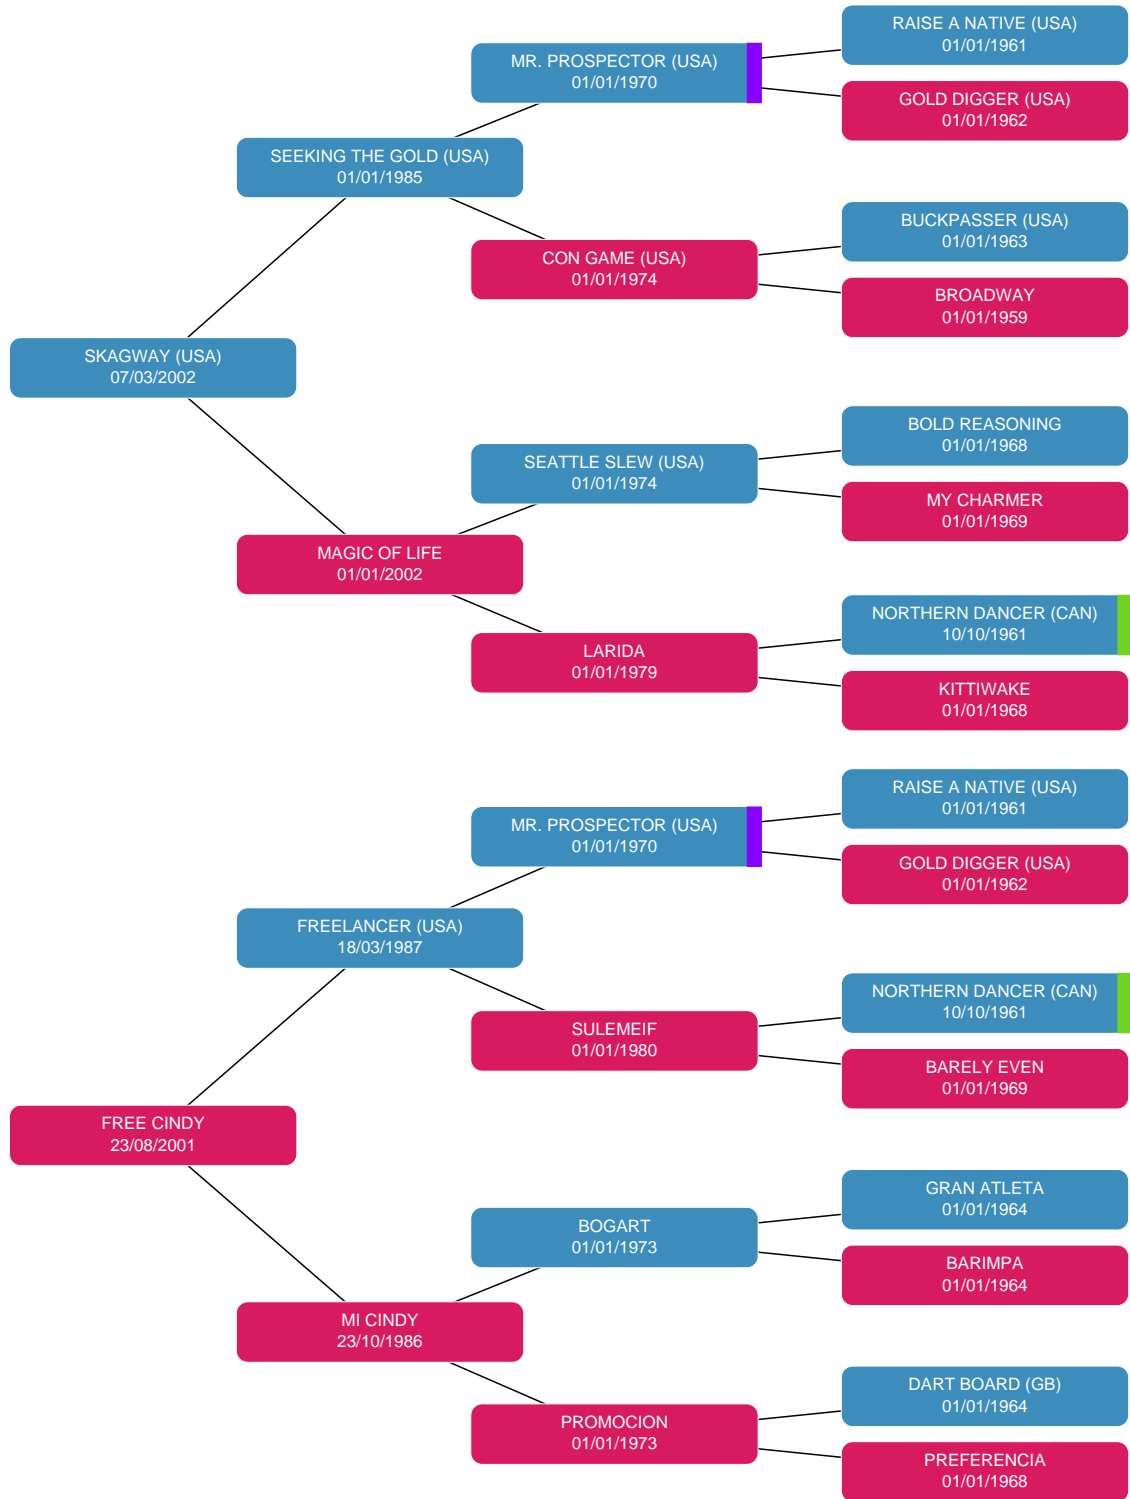 RAISE A NATIVE (USA)
01/01/1961
MR. PROSPECTOR (USA)
01/01/1970
GOLD DIGGER (USA)
01/01/1962
SEEKING THE GOLD (USA)
01/01/1985
BUCKPASSER (USA)
01/01/1963
CON GAME (USA)
01/01/1974
BROADWAY
01/01/1959
SKAGWAY (USA)
07/03/2002
BOLD REASONING
01/01/1968
SEATTLE SLEW (USA)
01/01/1974
MY CHARMER
01/01/1969
MAGIC OF LIFE
01/01/2002
NORTHERN DANCER (CAN)
10/10/1961
LARIDA
01/01/1979
KITTIWAKE
01/01/1968
RAISE A NATIVE (USA)
01/01/1961
MR. PROSPECTOR (USA)
01/01/1970
GOLD DIGGER (USA)
01/01/1962
FREELANCER (USA)
18/03/1987
NORTHERN DANCER (CAN)
10/10/1961
SULEMEIF
01/01/1980
BARELY EVEN
01/01/1969
FREE CINDY
23/08/2001
GRAN ATLETA
01/01/1964
BOGART
01/01/1973
BARIMPA
01/01/1964
MI CINDY
23/10/1986
DART BOARD (GB)
01/01/1964
PROMOCION
01/01/1973
PREFERENCIA
01/01/1968